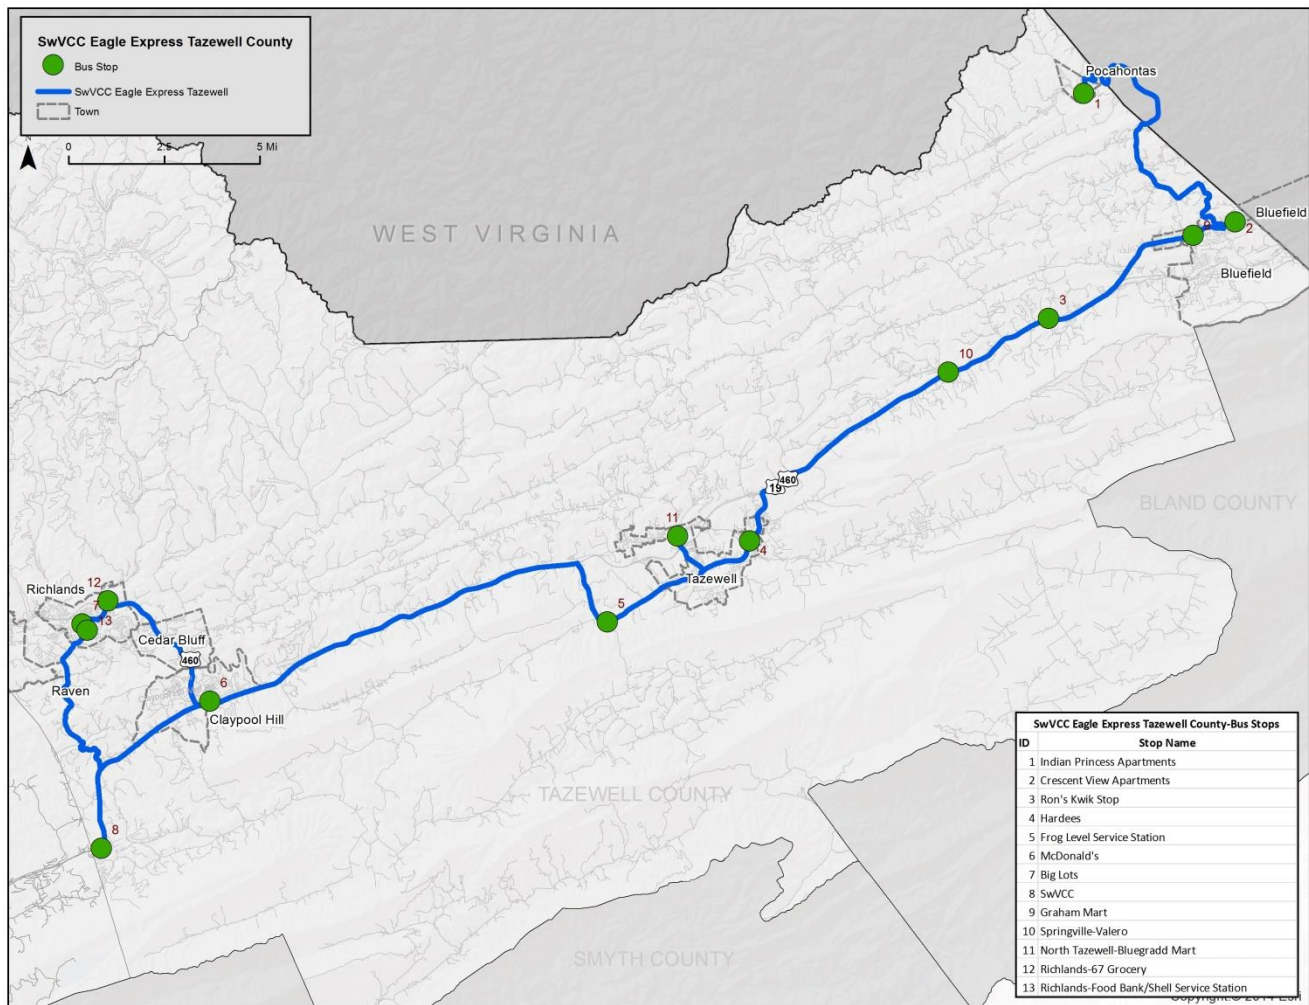 SwVCC Eagle Express Tazewell County
Bus Stop
SwVCC Eagle Express Tazewell
Town
0 2.5 5 Mi
Pocahontas
1
WEST VIRGINIA
Bluefield
9
2
Bluefield
3
10
19
460
BLAND COUNTY
11
4
Tazewell
5
12
Richlands
7
13
Cedar Bluff
460
Raven
6
Claypool Hill
TAZEWELL COUNTY
8
SMYTH COUNTY
SwVCC Eagle Express Tazewell County-Bus Stops
ID Stop Name
1 Indian Princess Apartments
2 Crescent View Apartments
3 Ron's Kwik Stop
4 Hardees
5 Frog Level Service Station
6 McDonald's
7 Big Lots
8 SwVCC
9 Graham Mart
10 Springville-Valero
11 North Tazewell-Bluegradd Mart
12 Richlands-67 Grocery
13 Richlands-Food Bank/Shell Service Station